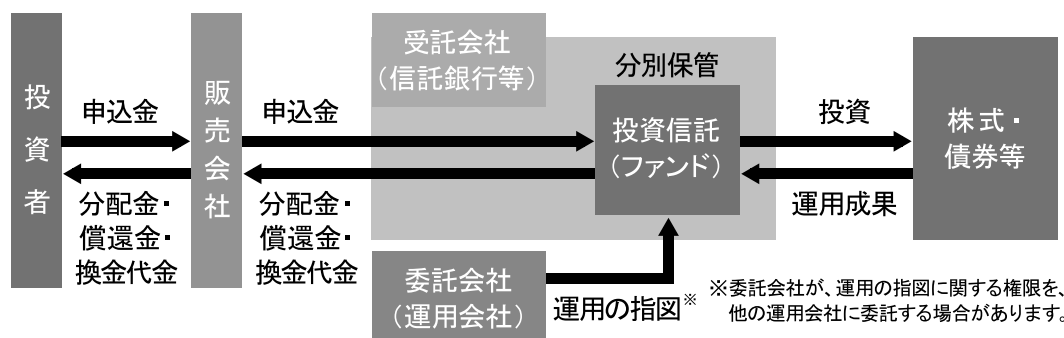 投資者
申込金
分配金・
償還金・
換金代金
販売会社
申込金
分配金・
償還金・
換金代金
受託会社
（信託銀行等）
分別保管
投資信託
（ファンド）
委託会社
（運用会社）
運用の指図※
投資
運用成果
株式・
債券等
※委託会社が、運用の指図に関する権限を、
他の運用会社に委託する場合があります。